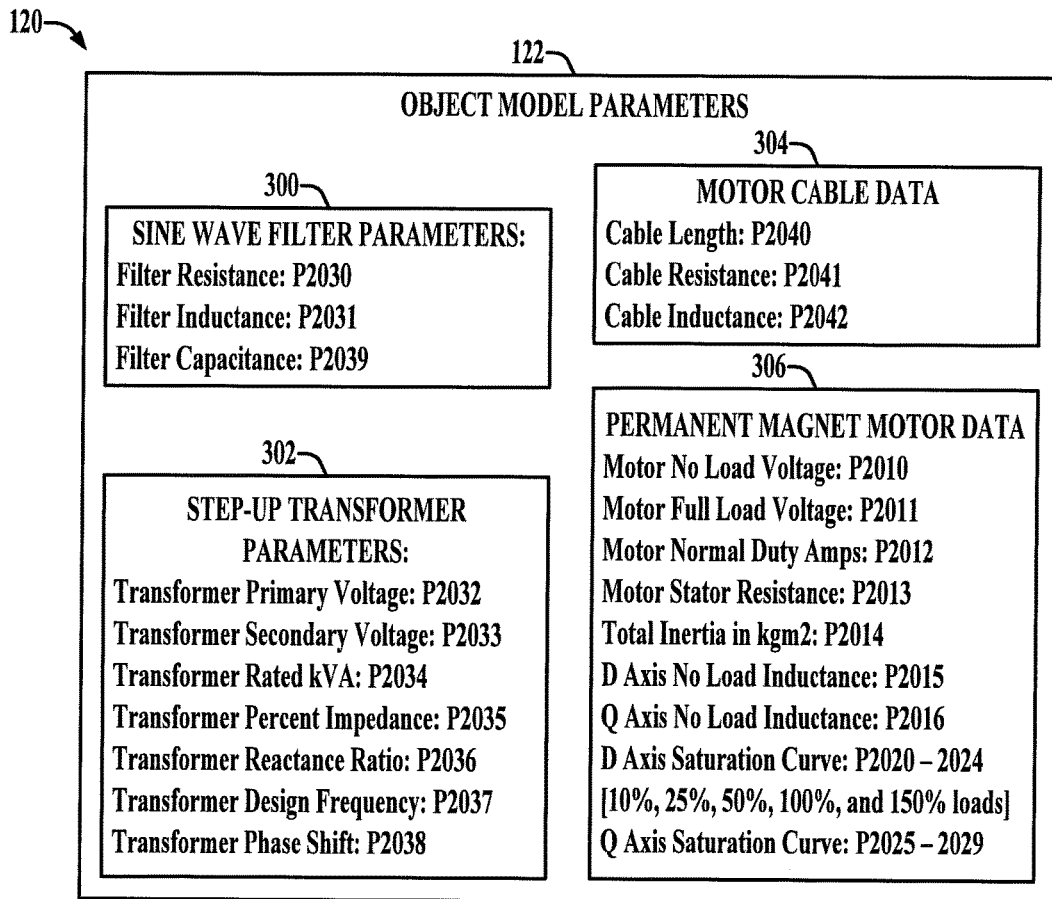 120
122
OBJECT MODEL PARAMETERS
300
SINE WAVE FILTER PARAMETERS:
Filter Resistance: P2030
Filter Inductance: P2031
Filter Capacitance: P2039
302
STEP-UP TRANSFORMER
PARAMETERS:
Transformer Primary Voltage: P2032
Transformer Secondary Voltage: P2033
Transformer Rated kVA: P2034
Transformer Percent Impedance: P2035
Transformer Reactance Ratio: P2036
Transformer Design Frequency: P2037
Transformer Phase Shift: P2038
304
MOTOR CABLE DATA
Cable Length: P2040
Cable Resistance: P2041
Cable Inductance: P2042
306
PERMANENT MAGNET MOTOR DATA
Motor No Load Voltage: P2010
Motor Full Load Voltage: P2011
Motor Normal Duty Amps: P2012
Motor Stator Resistance: P2013
Total Inertia in kgm2: P2014
D Axis No Load Inductance: P2015
Q Axis No Load Inductance: P2016
D Axis Saturation Curve: P2020 – 2024
[10%, 25%, 50%, 100%, and 150% loads]
Q Axis Saturation Curve: P2025 – 2029